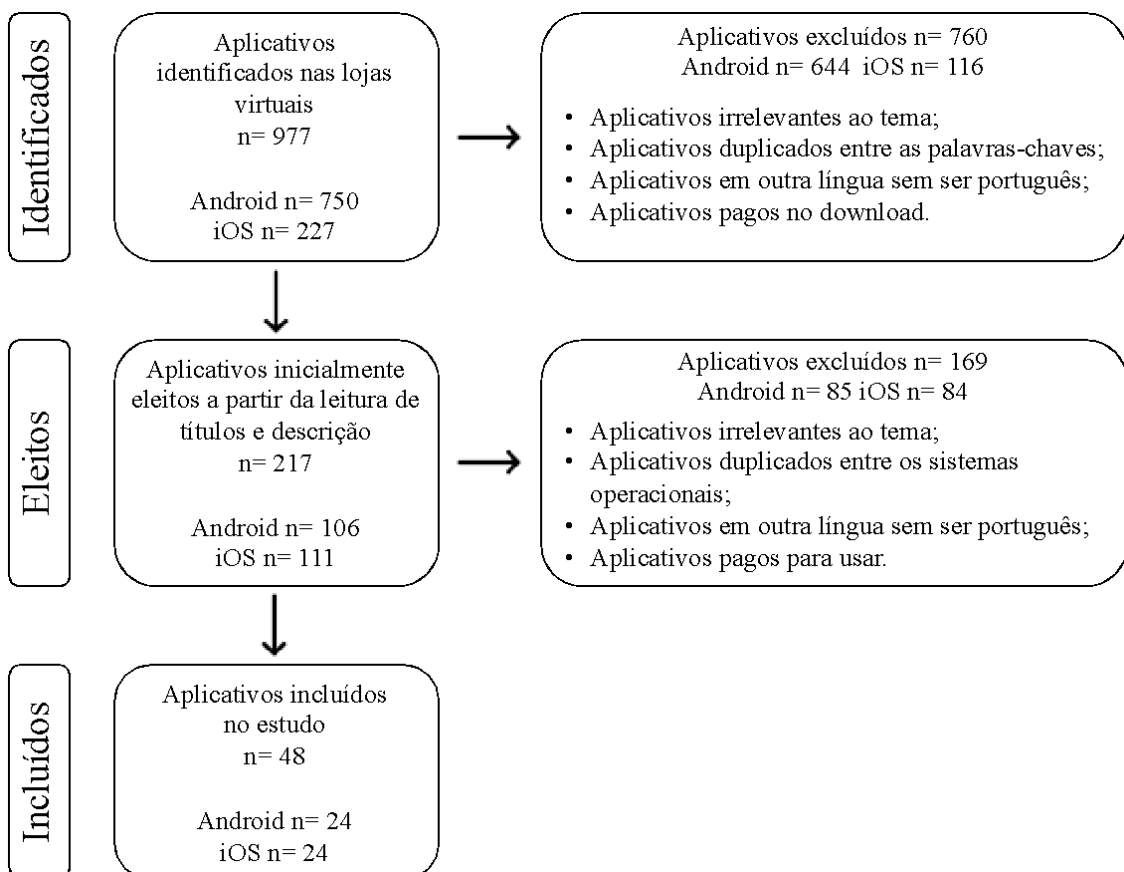 Identificados
Aplicativos
identificados nas lojas
virtuais
n= 977
Android n= 750
iOS n= 227
Aplicativos excluídos n= 760
Android n= 644 iOS n= 116
• Aplicativos irrelevantes ao tema;
• Aplicativos duplicados entre as palavras-chaves;
• Aplicativos em outra língua sem ser português;
• Aplicativos pagos no download.
Eleitos
Aplicativos inicialmente
eleitos a partir da leitura de
títulos e descrição
n= 217
Android n= 106
iOS n= 111
Aplicativos excluídos n= 169
Android n= 85 iOS n= 84
• Aplicativos irrelevantes ao tema;
• Aplicativos duplicados entre os sistemas
operacionais;
• Aplicativos em outra língua sem ser português;
• Aplicativos pagos para usar.
Incluídos
Aplicativos incluídos
no estudo
n= 48
Android n= 24
iOS n= 24